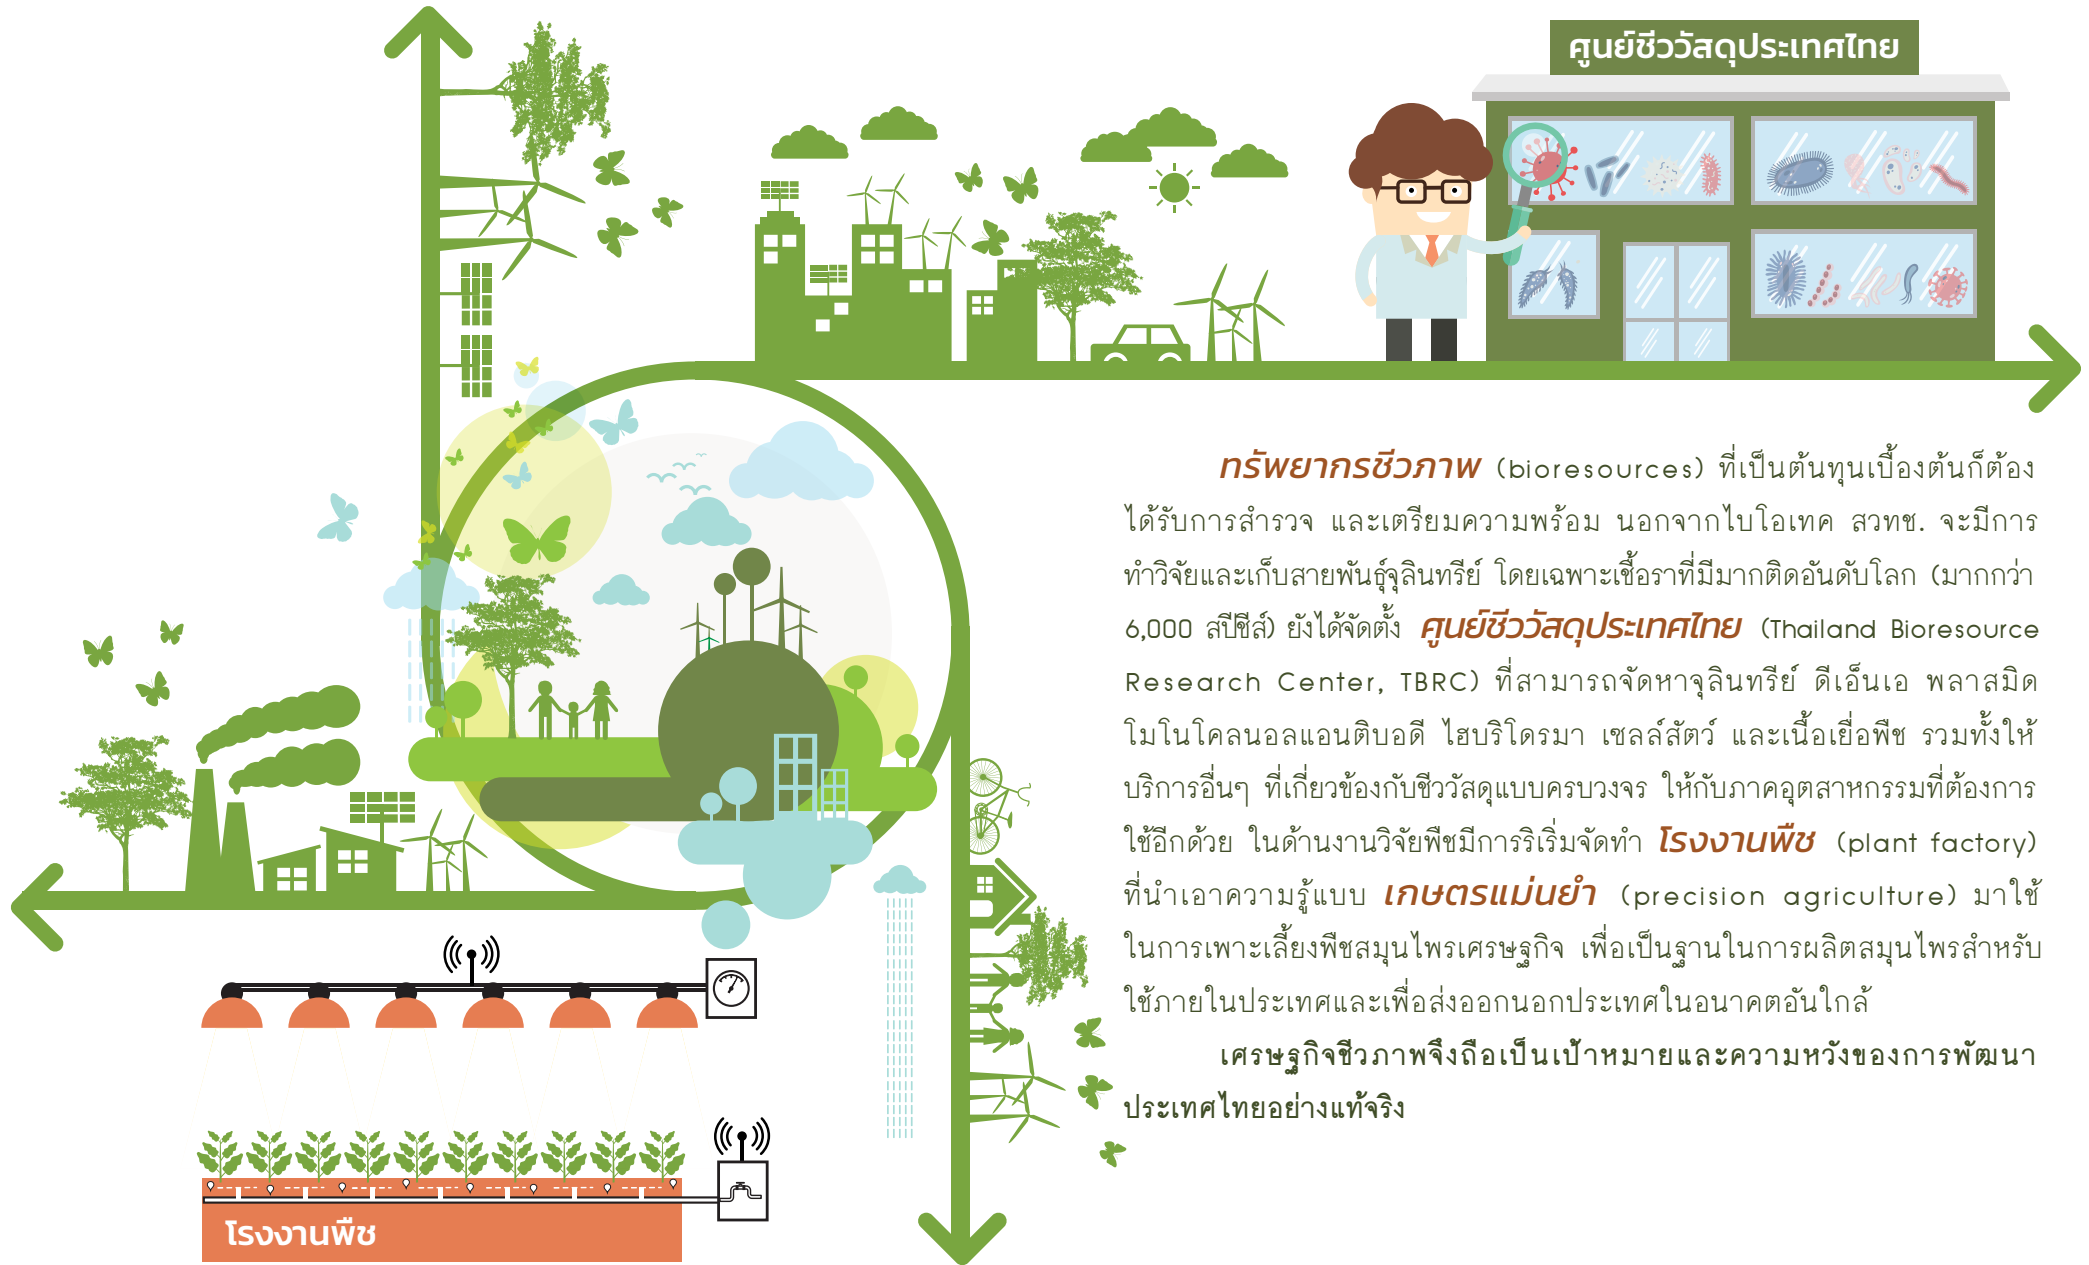 ศูนย์ชีววัสดุประเทศไทย
ทรัพยากรชีวภาพ (bioresources) ที่เป็นต้นทุนเบื้องต้นก็ต้อง
ได้รับการสำรวจ และเตรียมความพร้อม นอกจากไบโอเทค สวทช. จะมีการ
ทำวิจัยและเก็บสายพันธุ์จุลินทรีย์ โดยเฉพาะเชื้อราที่มีมากติดอันดับโลก (มากกว่า
6,000 สปีชีส์) ยังได้จัดตั้ง ศูนย์ชีววัสดุประเทศไทย (Thailand Bioresource
Research Center, TBRC) ที่สามารถจัดหาจุลินทรีย์ ดีเอ็นเอ พลาสมิด
โมโนโคลนอลแอนติบอดี ไฮบริโดรมา เซลล์สัตว์ และเนื้อเยื่อพืช รวมทั้งให้
บริการอื่นๆ ที่เกี่ยวข้องกับชีววัสดุแบบครบวงจร ให้กับภาคอุตสาหกรรมที่ต้องการ
ใช้อีกด้วย ในด้านงานวิจัยพืชมีการริเริ่มจัดทำ โรงงานพืช (plant factory)
ที่นำเอาความรู้แบบ เกษตรแม่นยำ (precision agriculture) มาใช้
ในการเพาะเลี้ยงพืชสมุนไพรเศรษฐกิจ เพื่อเป็นฐานในการผลิตสมุนไพรสำหรับ
ใช้ภายในประเทศและเพื่อส่งออกนอกประเทศในอนาคตอันใกล้
เศรษฐกิจชีวภาพจึงถือเป็นเป้าหมายและความหวังของการพัฒนา
ประเทศไทยอย่างแท้จริง
โรงงานพืช